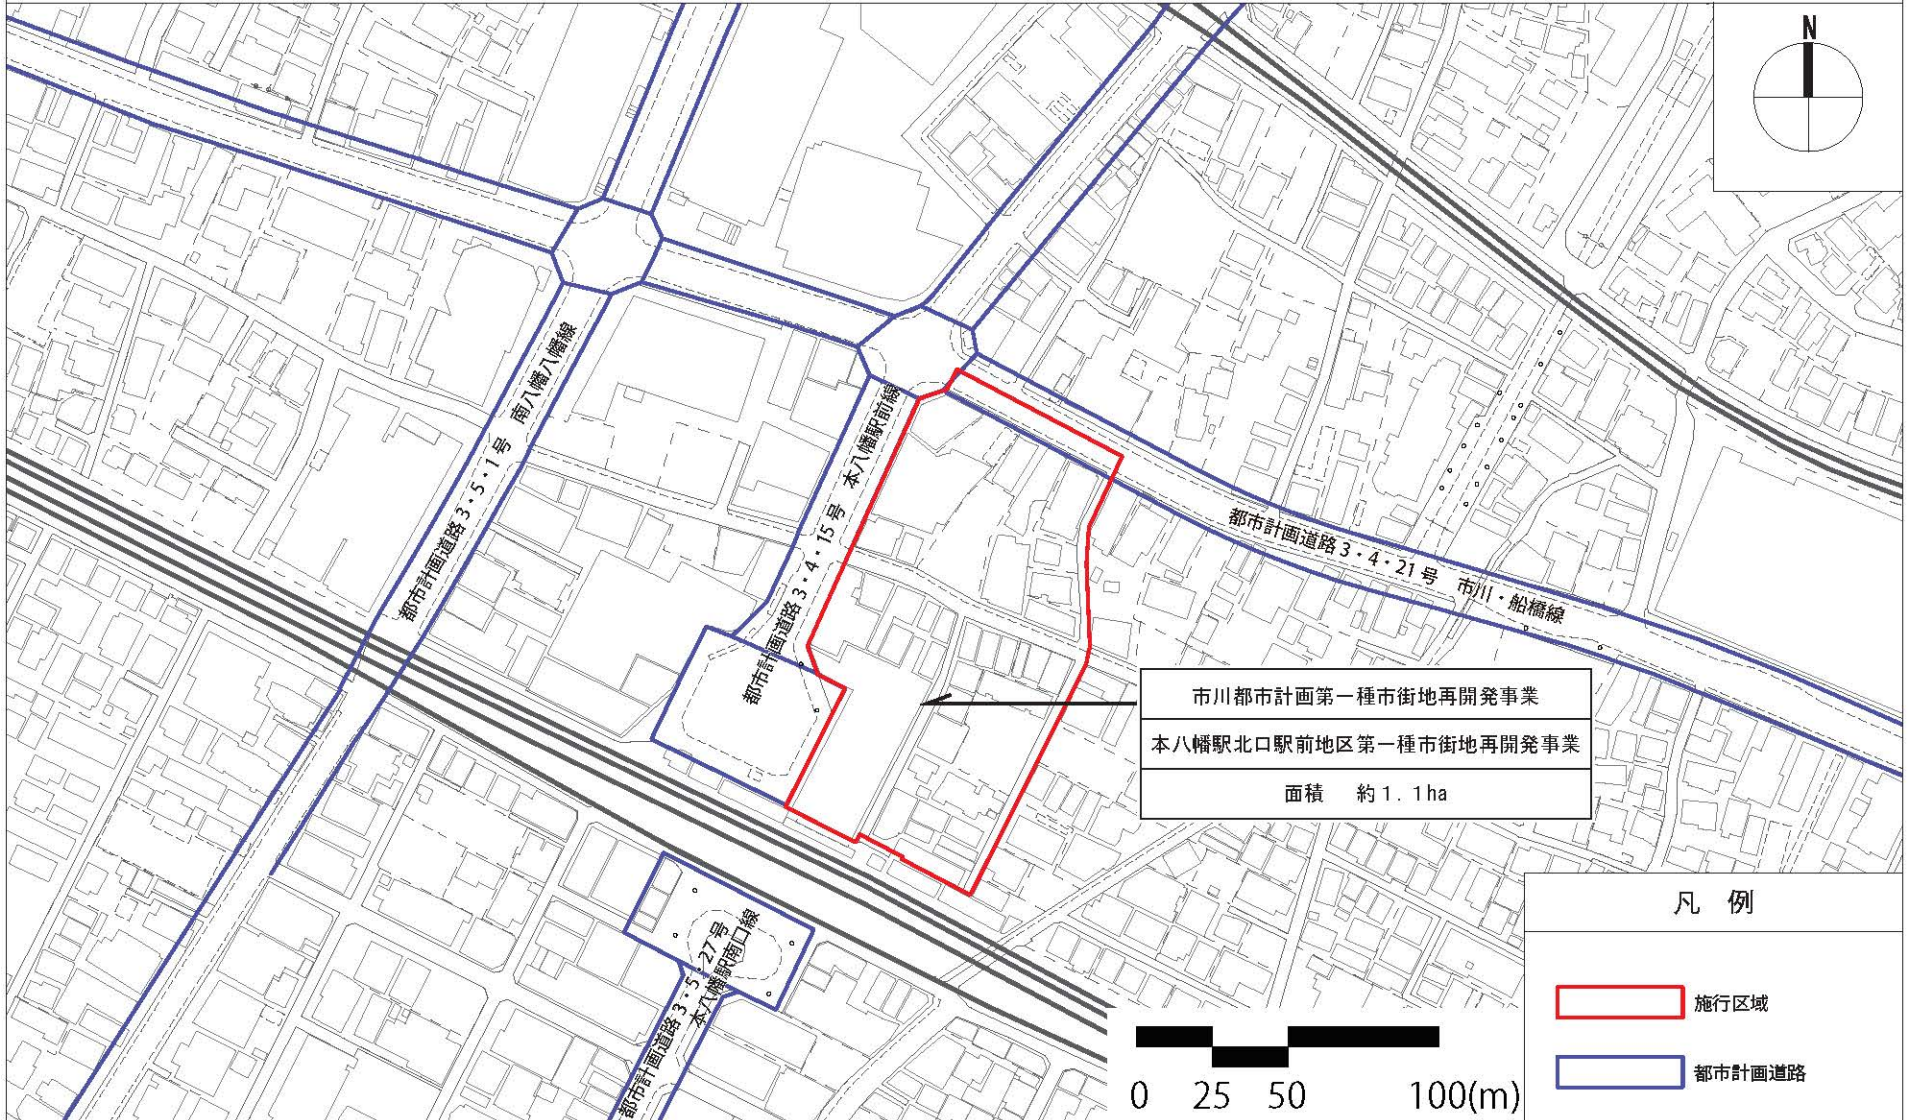 N
都市計画道路3・5・1号 南八幡八幡線
都市計画道路3・4・15号 本八幡駅前線
都市計画道路3・4・21号 市川・船橋線
市川都市計画第一種市街地再開発事業
本八幡駅北口駅前地区第一種市街地再開発事業
面積 約1.1ha
都市計画道路3・5・27号
本八幡駅南口線
凡 例
施行区域
都市計画道路
0 25 50 100(m)